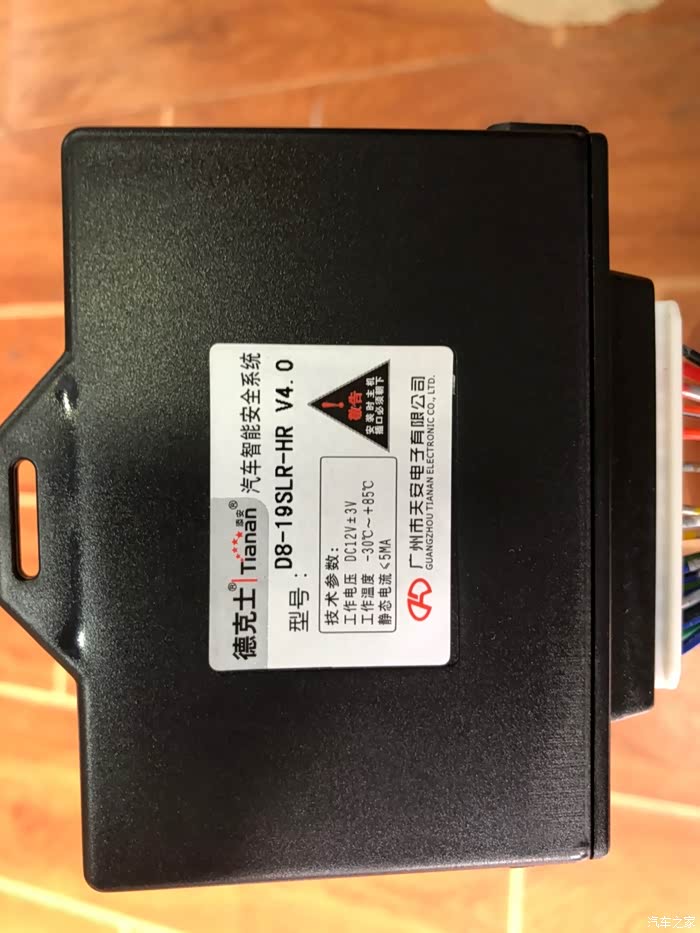 德克士® Tianan® 添安 汽车智能安全系统
型号： D8-19SLR-HR V4.0
技术参数：
工作电压 DC12V±3V
工作温度 -30℃～+85℃
静态电流 ≤5MA
!
敬告
安装时主机
插口必须朝下
广州市天安电子有限公司
GUANGZHOU TIANAN ELECTRONIC CO., LTD.
汽车之家